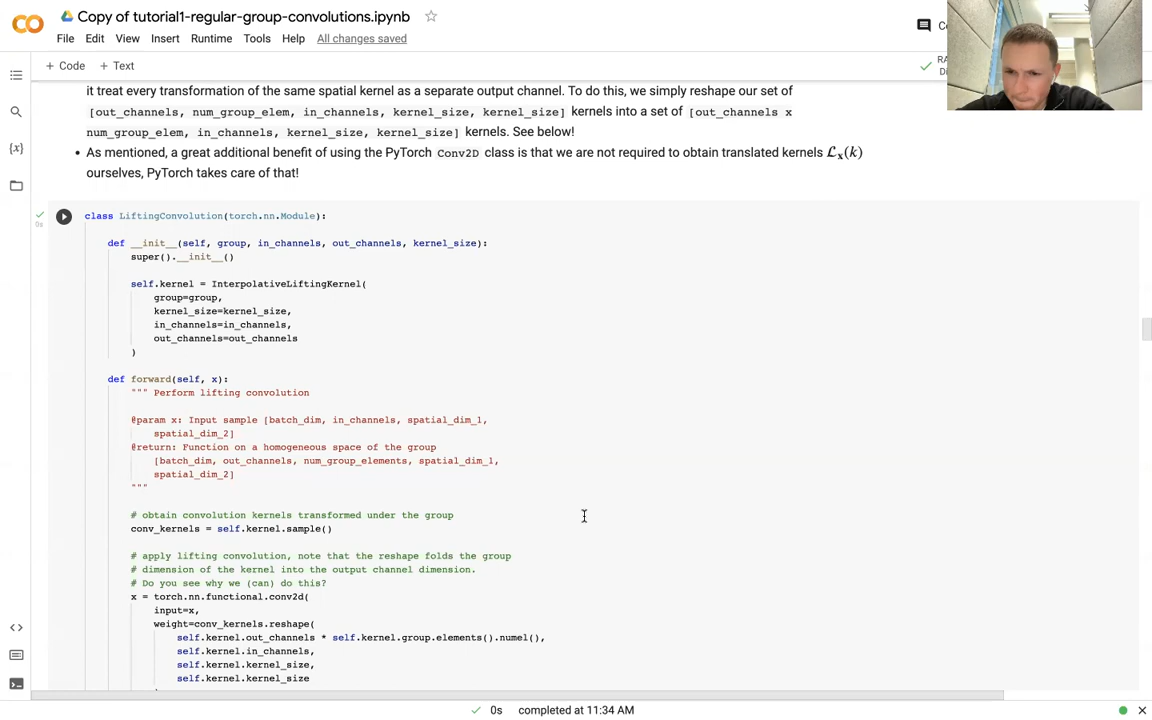 Copy of tutorial1-regular-group-convolutions.ipynb
File Edit View Insert Runtime Tools Help All changes saved
+ Code + Text
it treat every transformation of the same spatial kernel as a separate output channel. To do this, we simply reshape our set of
[out_channels, num_group_elem, in_channels, kernel_size, kernel_size] kernels into a set of [out_channels x
num_group_elem, in_channels, kernel_size, kernel_size] kernels. See below!
• As mentioned, a great additional benefit of using the PyTorch Conv2D class is that we are not required to obtain translated kernels ℒₓ(k)
ourselves, PyTorch takes care of that!
0s
class LiftingConvolution(torch.nn.Module):
def __init__(self, group, in_channels, out_channels, kernel_size):
super().__init__()
self.kernel = InterpolativeLiftingKernel(
group=group,
kernel_size=kernel_size,
in_channels=in_channels,
out_channels=out_channels
)
def forward(self, x):
""" Perform lifting convolution
@param x: Input sample [batch_dim, in_channels, spatial_dim_1,
spatial_dim_2]
@return: Function on a homogeneous space of the group
[batch_dim, out_channels, num_group_elements, spatial_dim_1,
spatial_dim_2]
"""
# obtain convolution kernels transformed under the group
conv_kernels = self.kernel.sample()
# apply lifting convolution, note that the reshape folds the group
# dimension of the kernel into the output channel dimension.
# Do you see why we (can) do this?
x = torch.nn.functional.conv2d(
input=x,
weight=conv_kernels.reshape(
self.kernel.out_channels * self.kernel.group.elements().numel(),
self.kernel.in_channels,
self.kernel.kernel_size,
self.kernel.kernel_size
0s completed at 11:34 AM